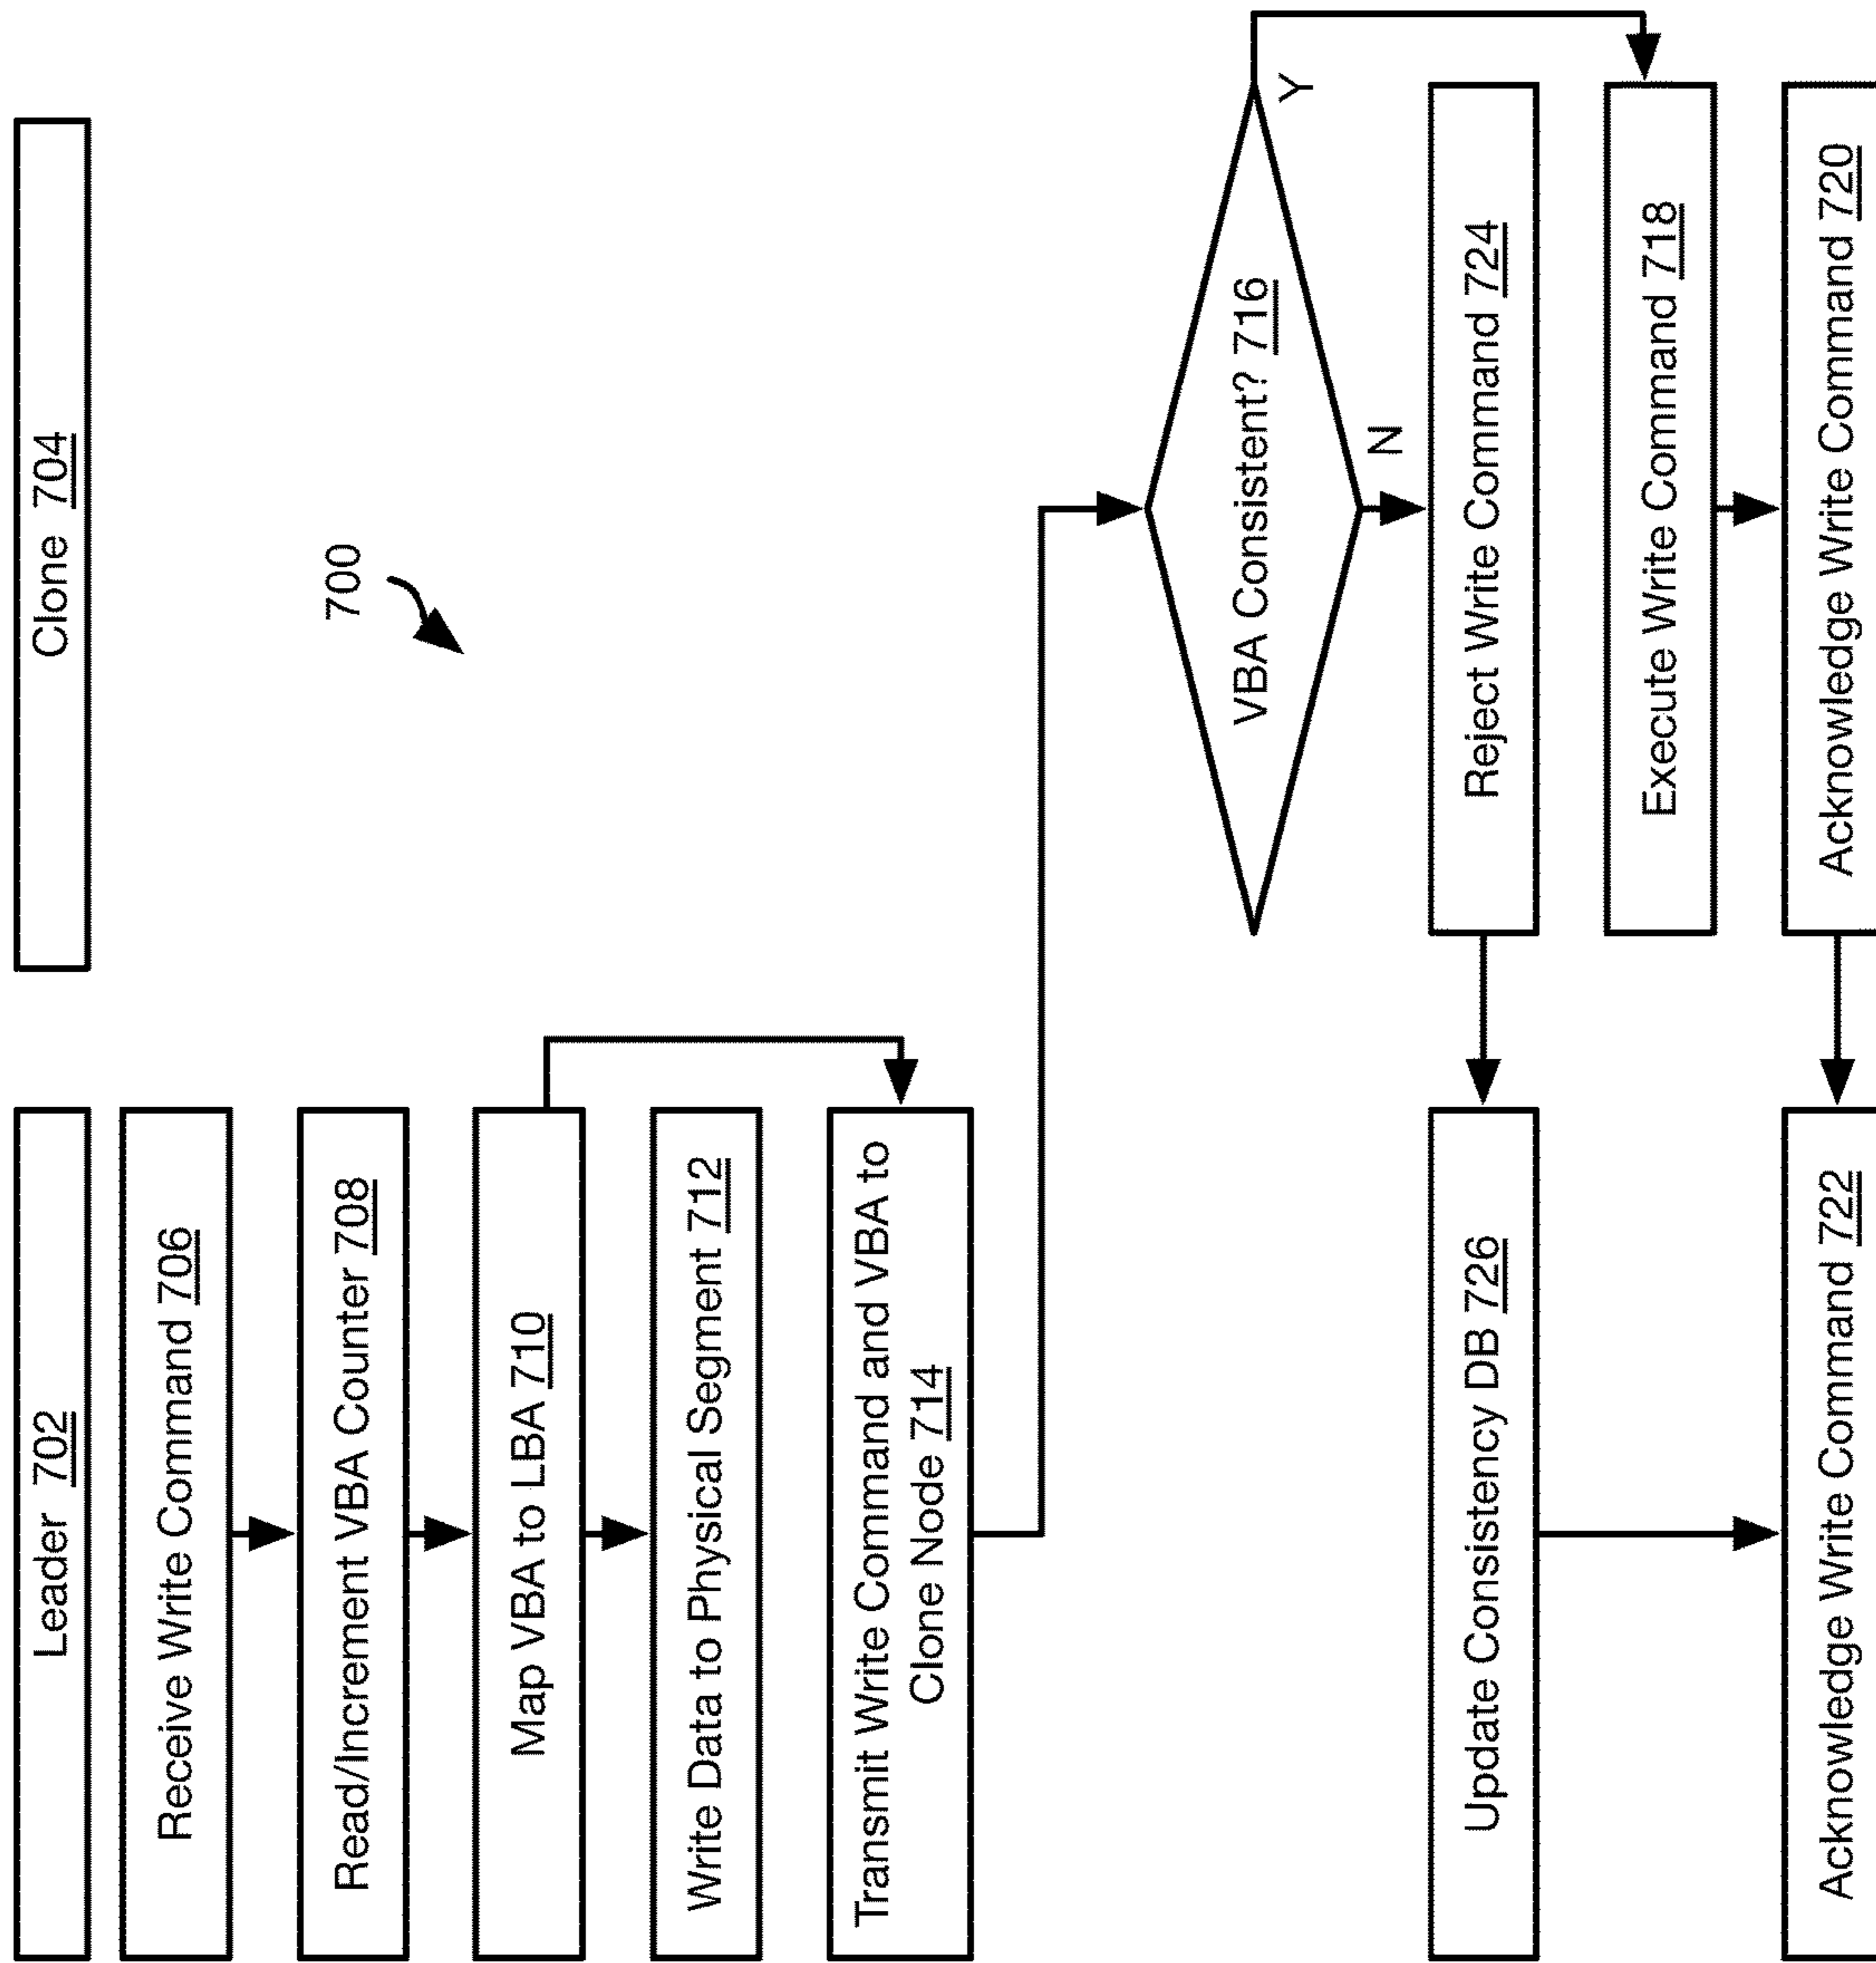 Leader 702
Clone 704
700
Receive Write Command 706
Read/Increment VBA Counter 708
Map VBA to LBA 710
Write Data to Physical Segment 712
Transmit Write Command and VBA to
Clone Node 714
VBA Consistent? 716
Y
N
Update Consistency DB 726
Reject Write Command 724
Execute Write Command 718
Acknowledge Write Command 722
Acknowledge Write Command 720